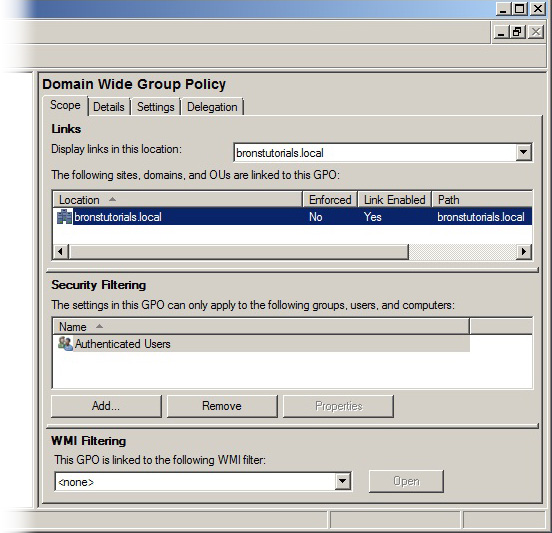 Domain Wide Group Policy
Scope Details Settings Delegation
Links
Display links in this location: bronstutorials.local
The following sites, domains, and OUs are linked to this GPO:
Location Enforced Link Enabled Path
bronstutorials.local No Yes bronstutorials.local
Security Filtering
The settings in this GPO can only apply to the following groups, users, and computers:
Name
Authenticated Users
Add... Remove Properties
WMI Filtering
This GPO is linked to the following WMI filter:
<none> Open